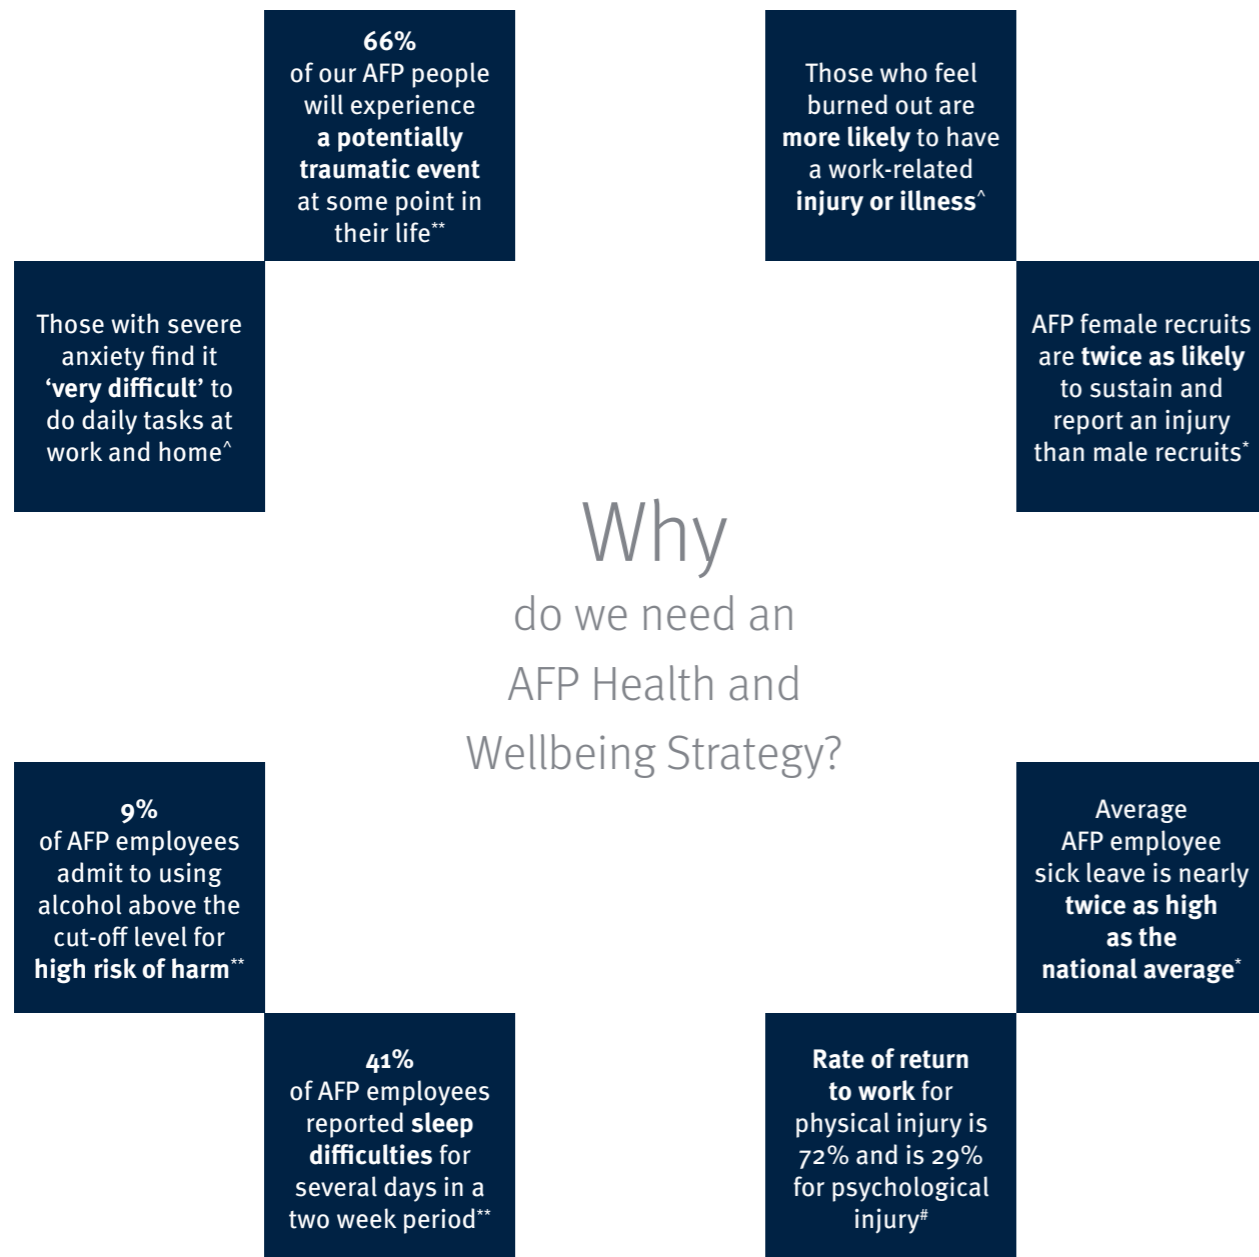 66%
of our AFP people
will experience
a potentially
traumatic event
at some point in
their life**
Those who feel
burned out are
more likely to have
a work-related
injury or illness^
Those with severe
anxiety find it
‘very difficult’ to
do daily tasks at
work and home^
AFP female recruits
are twice as likely
to sustain and
report an injury
than male recruits*
Why
do we need an
AFP Health and
Wellbeing Strategy?
9%
of AFP employees
admit to using
alcohol above the
cut-off level for
high risk of harm**
Average
AFP employee
sick leave is nearly
twice as high
as the
national average*
41%
of AFP employees
reported sleep
difficulties for
several days in a
two week period**
Rate of return
to work for
physical injury is
72% and is 29%
for psychological
injury#